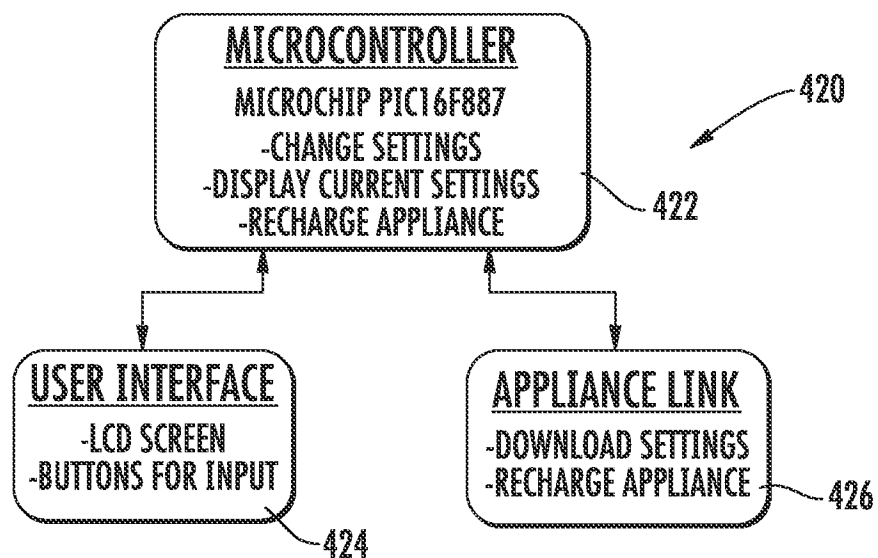 MICROCONTROLLER
MICROCHIP PIC16F887
-CHANGE SETTINGS
-DISPLAY CURRENT SETTINGS
-RECHARGE APPLIANCE
420
422
USER INTERFACE
-LCD SCREEN
-BUTTONS FOR INPUT
424
APPLIANCE LINK
-DOWNLOAD SETTINGS
-RECHARGE APPLIANCE
426